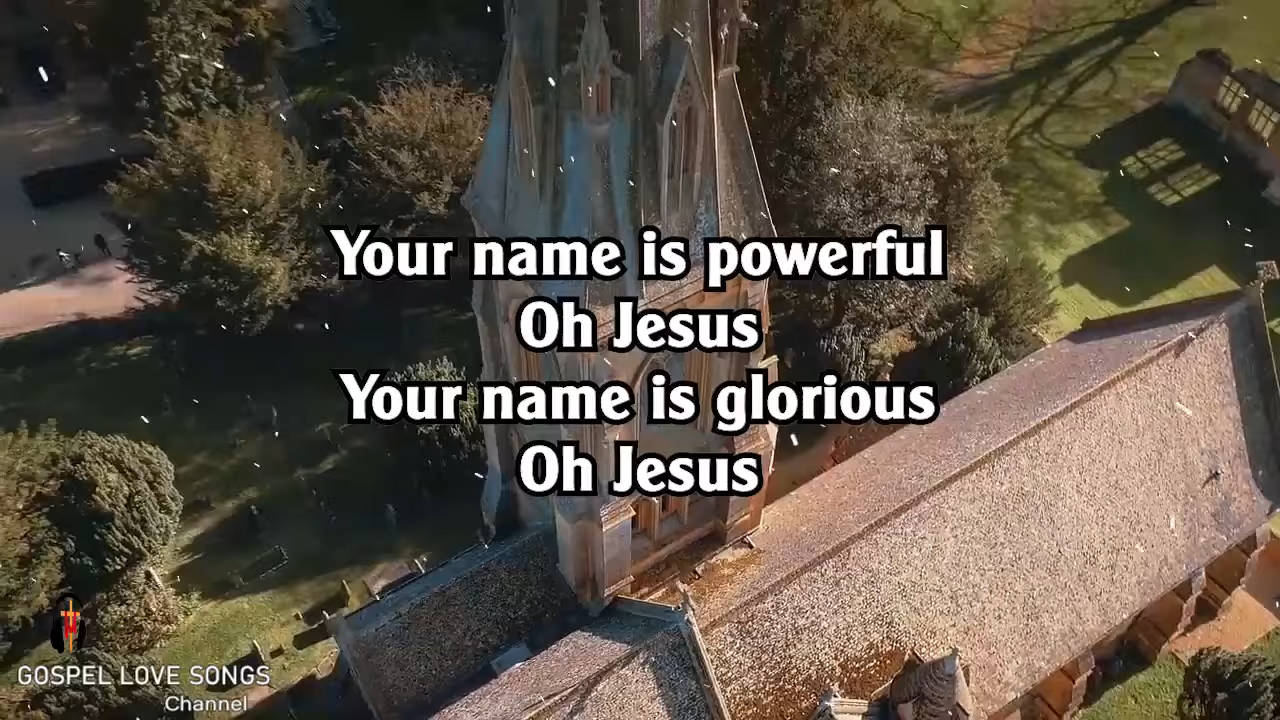 Your name is powerful
Oh Jesus
Your name is glorious
Oh Jesus
GOSPEL LOVE SONGS
Channel